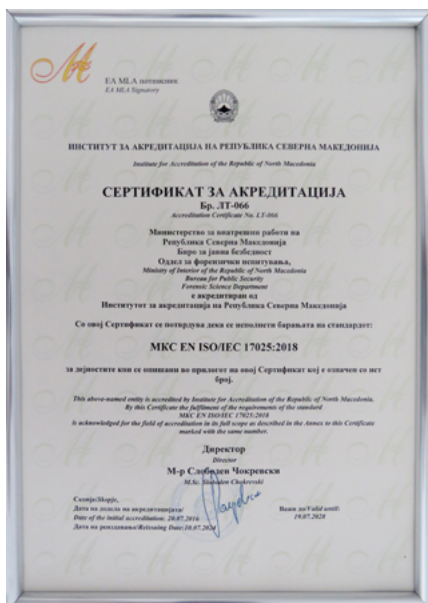 ЕА MLA потписник
EA MLA Signatory
ИНСТИТУТ ЗА АКРЕДИТАЦИЈА НА РЕПУБЛИКА СЕВЕРНА МАКЕДОНИЈА
Institute for Accreditation of the Republic of North Macedonia
СЕРТИФИКАТ ЗА АКРЕДИТАЦИЈА
Бр. ЛТ-066
Accreditation Certificate No. LT-066
Министерство за внатрешни работи на
Република Северна Македонија
Биро за јавна безбедност
Оддел за форензички испитувања,
Ministry of Interior of the Republic of North Macedonia
Bureau for Public Security
Forensic Science Department
е акредитиран од
Институтот за акредитација на Република Северна Македонија
Со овој Сертификат се потврдува дека се исполнети барањата на стандардот:
МКС EN ISO/IEC 17025:2018
за дејностите кои се опишани во прилогот на овој Сертификат кој е означен со ист
број.
This above-named entity is accredited by Institute for Accreditation of the Republic of North Macedonia.
By this Certificate the fulfilment of the requirements of the standard
MKC EN ISO/IEC 17025:2018
is acknowledged for the field of accreditation in its full scope as described in the Annex to this Certificate
marked with the same number.
Директор
Director
М-р Слободен Чокревски
M.Sc. Sloboden Chokrevski
Скопје/Skopje,
Дата на додела на акредитацијата/
Date of the initial accreditation: 20.07.2016
Дата на реиздавање/Reissuing Date:
Важи до/Valid until:
19.07.2028